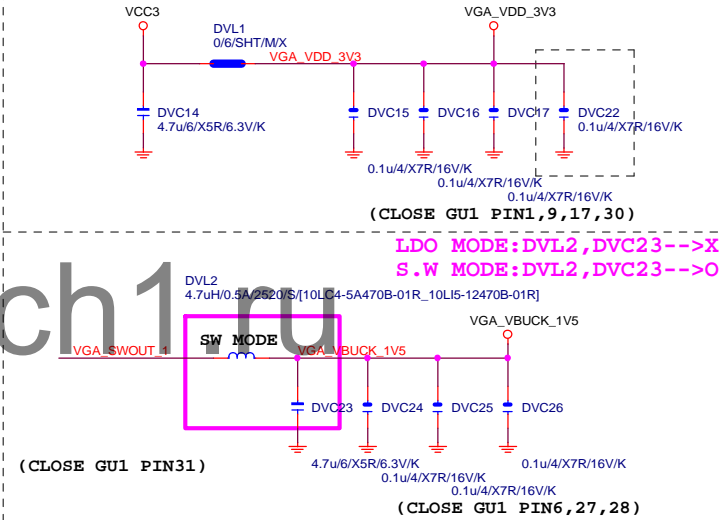 VCC3
VGA_VDD_3V3
DVL1
0/6/SHT/M/X
VGA_VDD_3V3
DVC14
4.7u/6/X5R/6.3V/K
DVC15
DVC16
DVC17
DVC22
0.1u/4/X7R/16V/K
0.1u/4/X7R/16V/K
0.1u/4/X7R/16V/K
0.1u/4/X7R/16V/K
(CLOSE GU1 PIN1,9,17,30)
LDO MODE:DVL2,DVC23-->X
S.W MODE:DVL2,DVC23-->O
ch1.ru
DVL2
4.7uH/0.5A/2520/S/[10LC4-5A470B-01R_10LI5-12470B-01R]
VGA_VBUCK_1V5
SW MODE
VGA_SWOUT_1
VGA_VBUCK_1V5
DVC23
DVC24
DVC25
DVC26
(CLOSE GU1 PIN31)
4.7u/6/X5R/6.3V/K
0.1u/4/X7R/16V/K
0.1u/4/X7R/16V/K
0.1u/4/X7R/16V/K
(CLOSE GU1 PIN6,27,28)